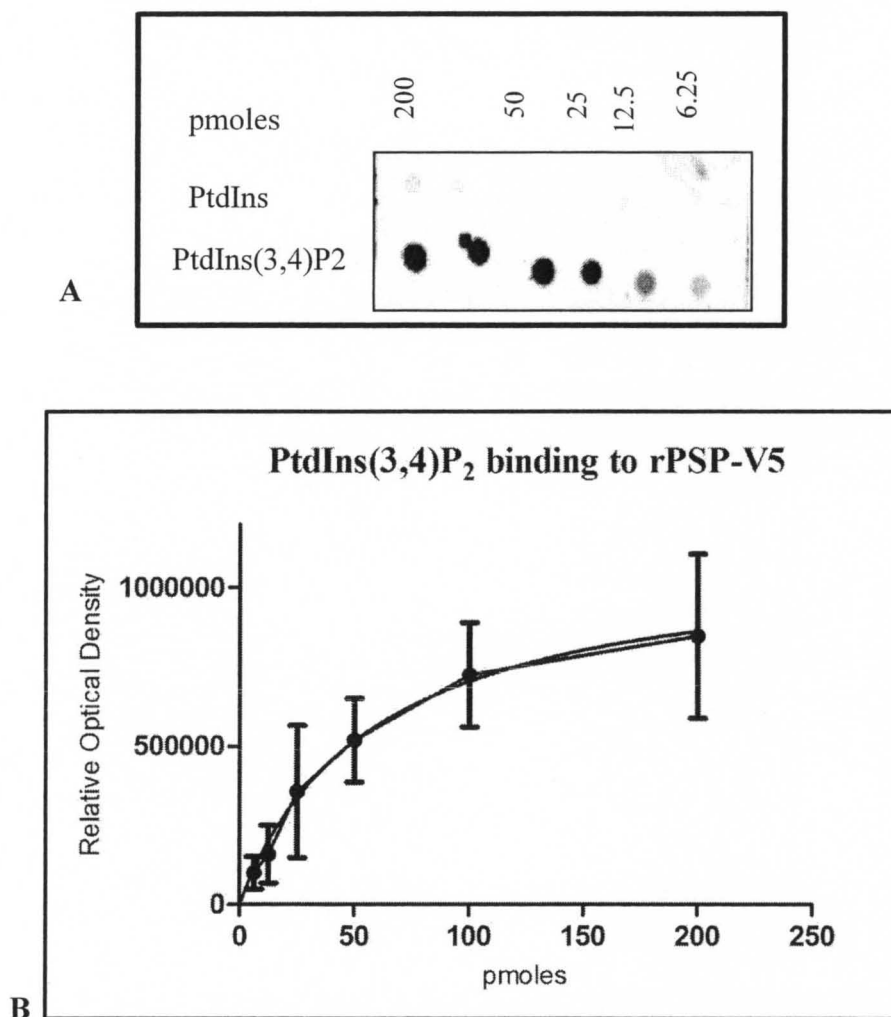 pmoles 200 50 25 12.5 6.25
PtdIns
PtdIns(3,4)P2
A
PtdIns(3,4)P₂ binding to rPSP-V5
Relative Optical Density
1000000
500000
0
0 50 100 150 200 250
pmoles
B